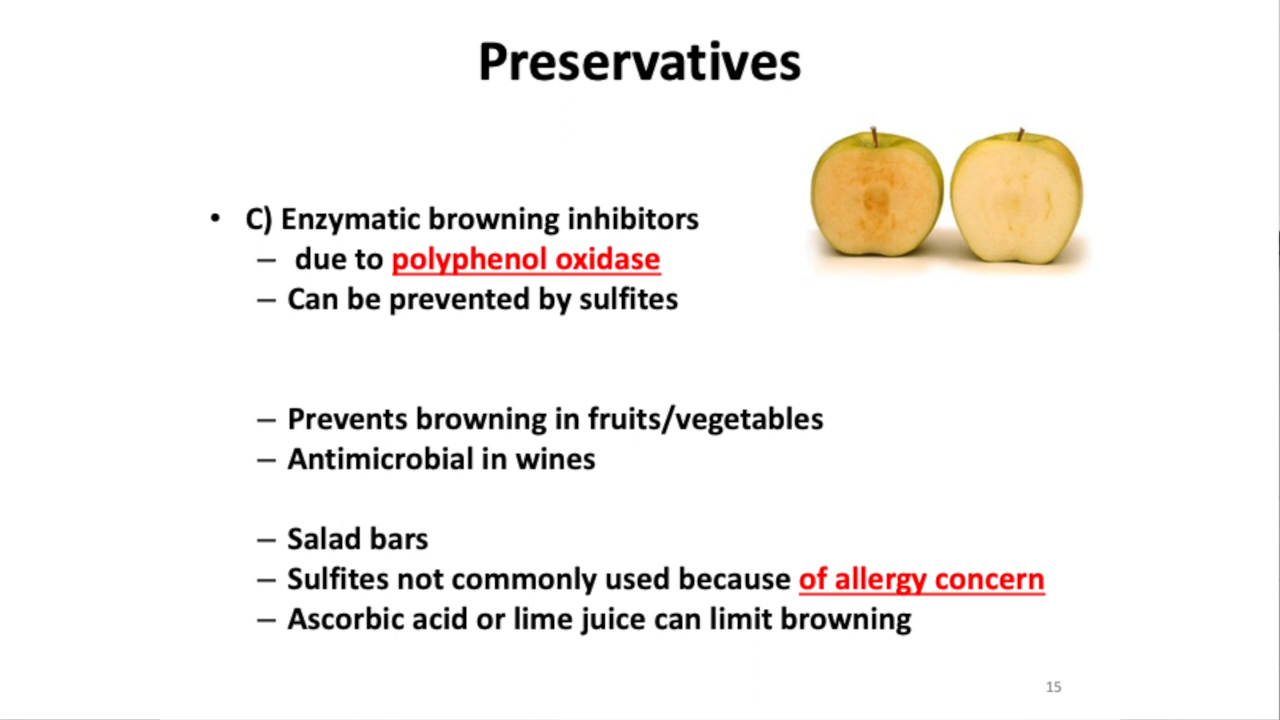 Preservatives
• C) Enzymatic browning inhibitors
– due to polyphenol oxidase
– Can be prevented by sulfites
– Prevents browning in fruits/vegetables
– Antimicrobial in wines
– Salad bars
– Sulfites not commonly used because of allergy concern
– Ascorbic acid or lime juice can limit browning
15